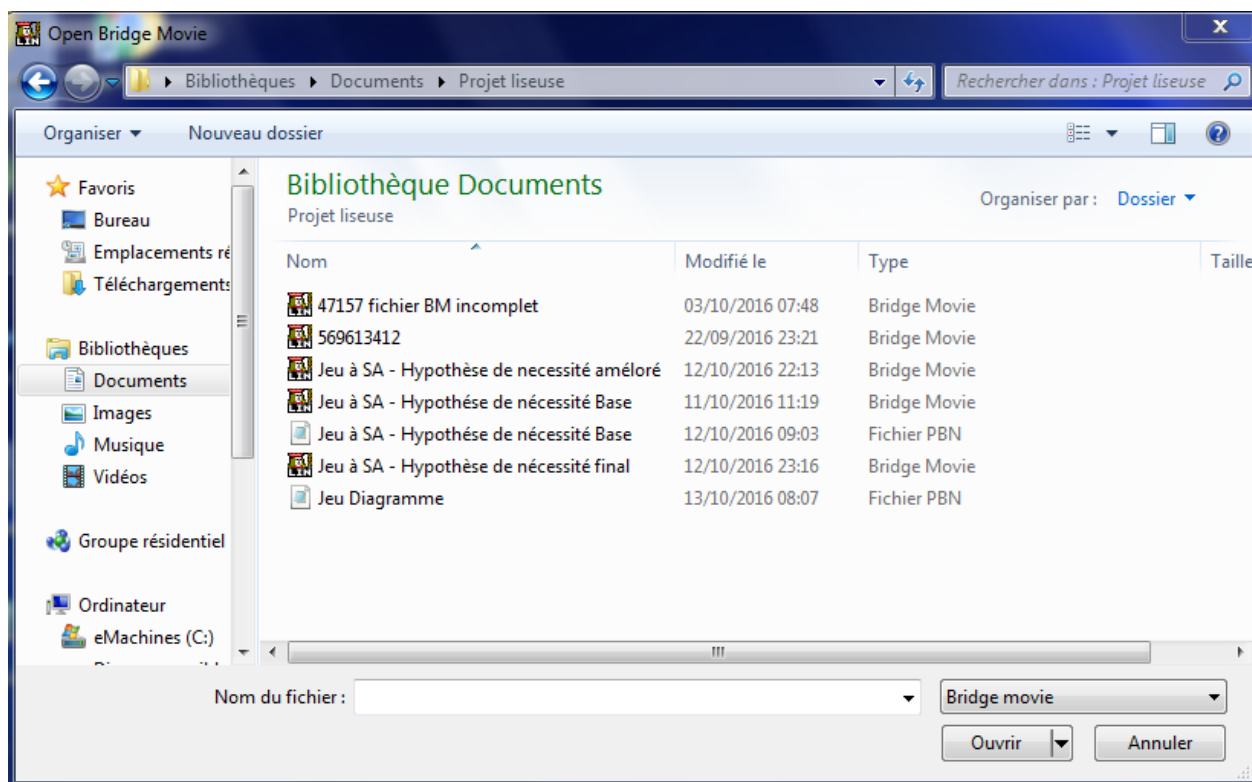 Open Bridge Movie
Bibliothèques Documents Projet liseuse Rechercher dans : Projet liseuse
Organiser Nouveau dossier
Favoris
Bureau
Emplacements ré
Téléchargements
Bibliothèques
Documents
Images
Musique
Vidéos
Groupe résidentiel
Ordinateur
eMachines (C:)
Bibliothèque Documents
Projet liseuse
Organiser par : Dossier
Nom Modifié le Type Taille
47157 fichier BM incomplet 03/10/2016 07:48 Bridge Movie
569613412 22/09/2016 23:21 Bridge Movie
Jeu à SA - Hypothèse de necessité améloré 12/10/2016 22:13 Bridge Movie
Jeu à SA - Hypothése de nécessité Base 11/10/2016 11:19 Bridge Movie
Jeu à SA - Hypothése de nécessité Base 12/10/2016 09:03 Fichier PBN
Jeu à SA - Hypothèse de nécessité final 12/10/2016 23:16 Bridge Movie
Jeu Diagramme 13/10/2016 08:07 Fichier PBN
Nom du fichier : Bridge movie
Ouvrir Annuler